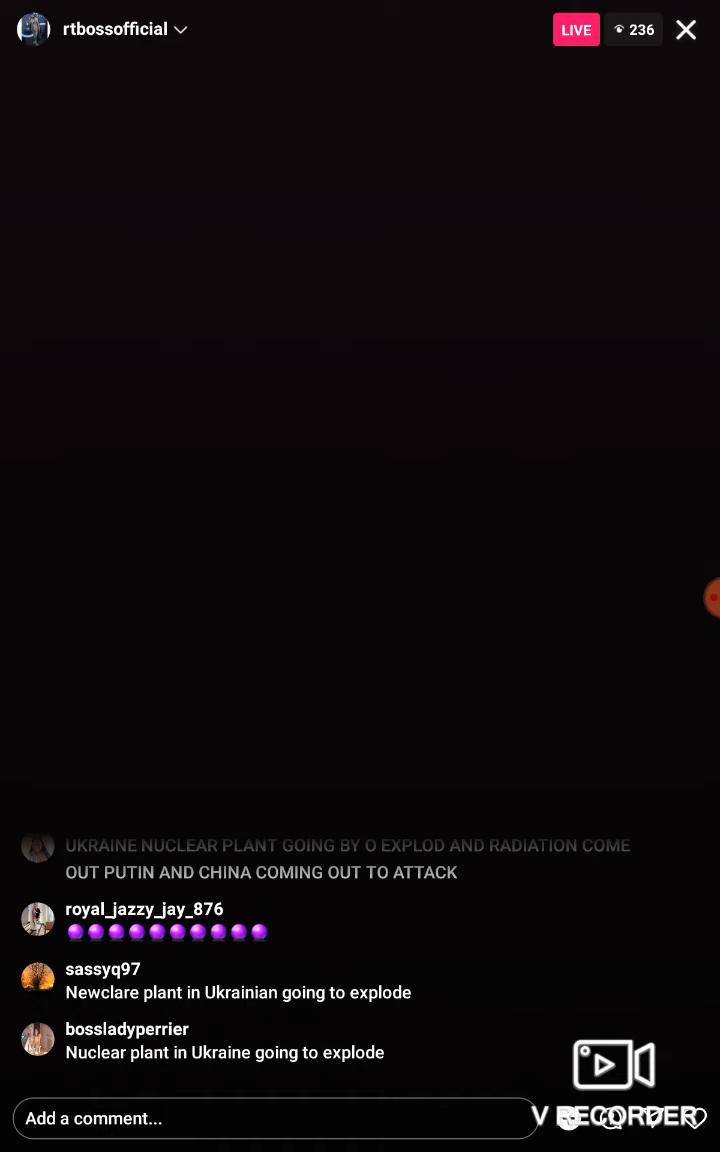 rtbossofficial
LIVE
236
UKRAINE NUCLEAR PLANT GOING BY O EXPLOD AND RADIATION COME
OUT PUTIN AND CHINA COMING OUT TO ATTACK
royal_jazzy_jay_876
sassyq97
Newclare plant in Ukrainian going to explode
bossladyperrier
Nuclear plant in Ukraine going to explode
Add a comment...
V RECORDER